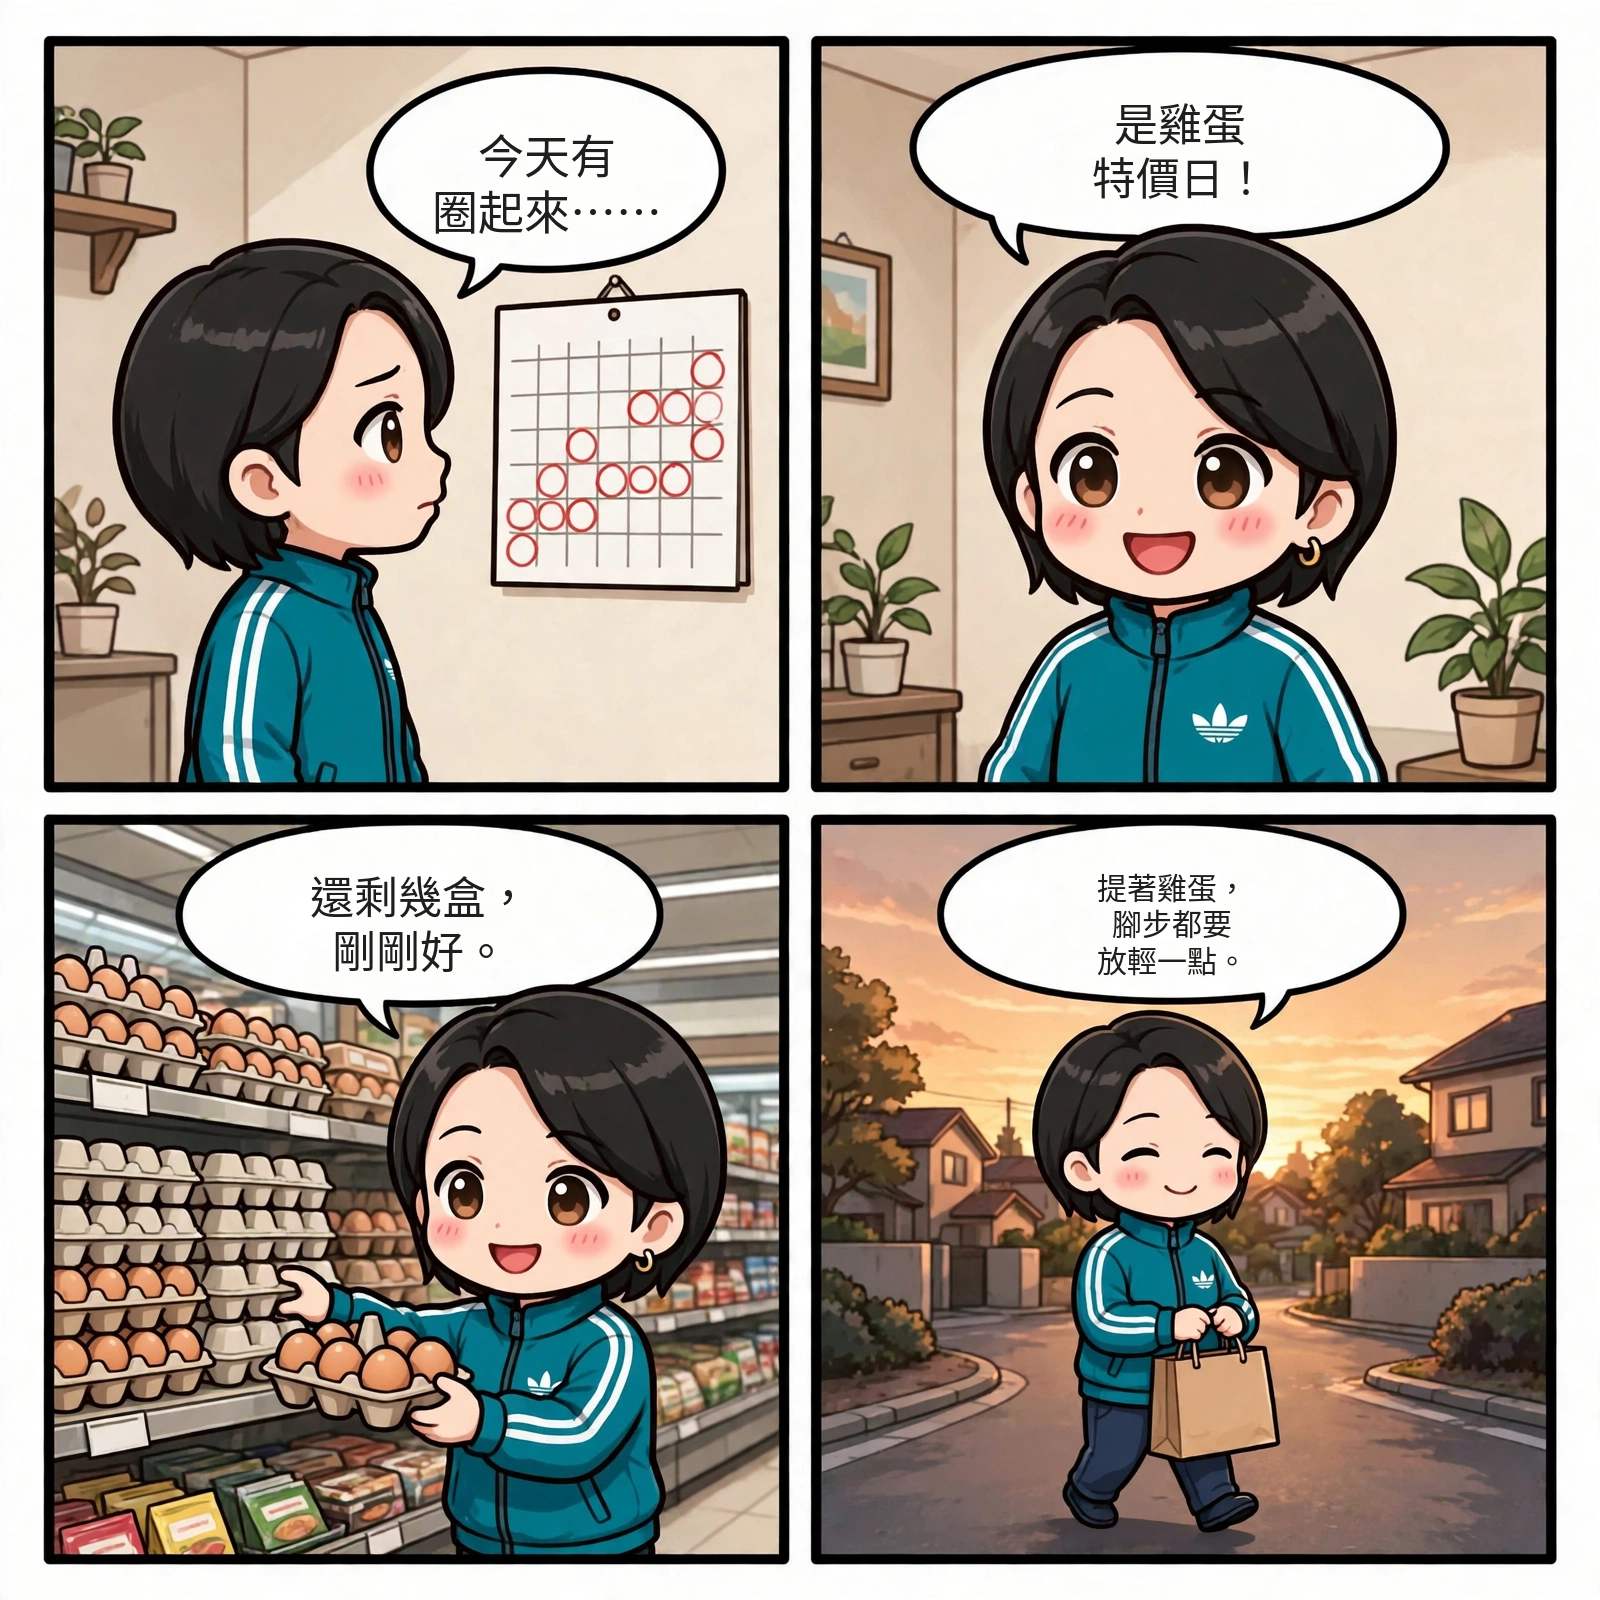 今天有
圈起來⋯⋯
是雞蛋
特價日！
還剩幾盒，
剛剛好。
提著雞蛋，
腳步都要
放輕一點。